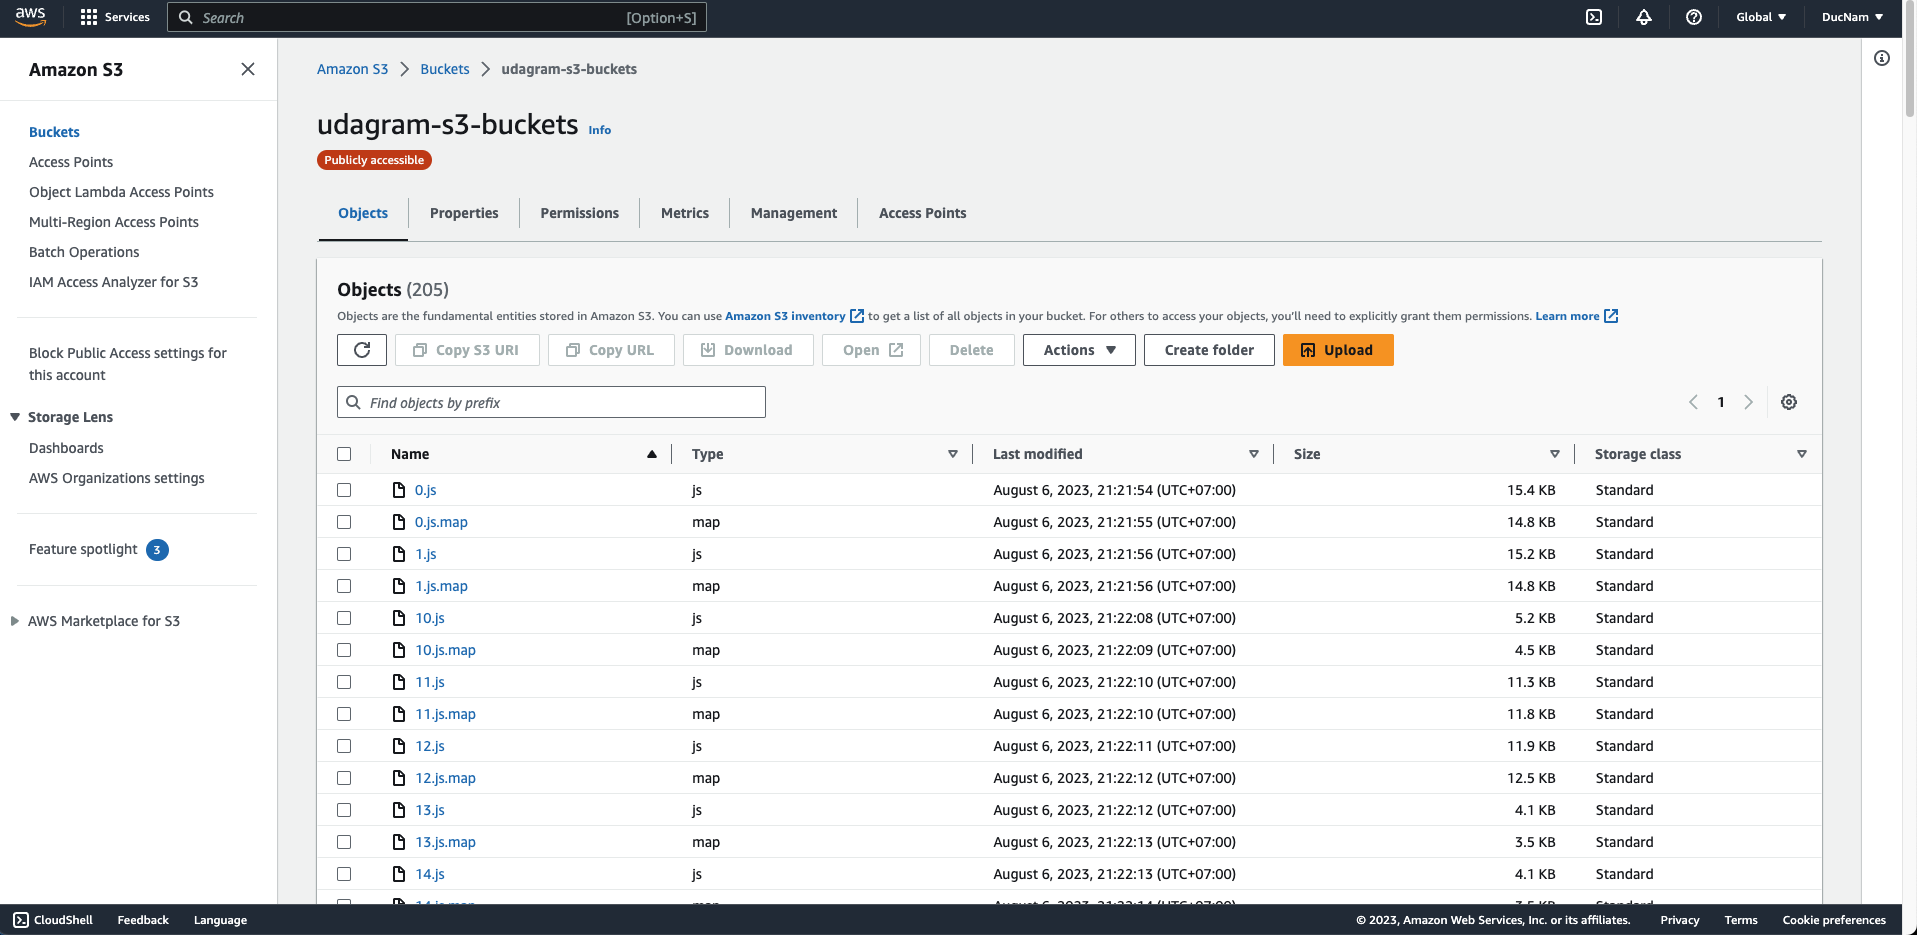 aws Services Search [Option+S] Global DucNam
Amazon S3
Buckets
Access Points
Object Lambda Access Points
Multi-Region Access Points
Batch Operations
IAM Access Analyzer for S3
Block Public Access settings for
this account
Storage Lens
Dashboards
AWS Organizations settings
Feature spotlight 3
AWS Marketplace for S3
Amazon S3 Buckets udagram-s3-buckets
udagram-s3-buckets Info
Publicly accessible
Objects Properties Permissions Metrics Management Access Points
Objects (205)
Objects are the fundamental entities stored in Amazon S3. You can use Amazon S3 inventory to get a list of all objects in your bucket. For others to access your objects, you'll need to explicitly grant them permissions. Learn more
Copy S3 URI Copy URL Download Open Delete Actions Create folder Upload
Find objects by prefix 1
Name Type Last modified Size Storage class
0.js js August 6, 2023, 21:21:54 (UTC+07:00) 15.4 KB Standard
0.js.map map August 6, 2023, 21:21:55 (UTC+07:00) 14.8 KB Standard
1.js js August 6, 2023, 21:21:56 (UTC+07:00) 15.2 KB Standard
1.js.map map August 6, 2023, 21:21:56 (UTC+07:00) 14.8 KB Standard
10.js js August 6, 2023, 21:22:08 (UTC+07:00) 5.2 KB Standard
10.js.map map August 6, 2023, 21:22:09 (UTC+07:00) 4.5 KB Standard
11.js js August 6, 2023, 21:22:10 (UTC+07:00) 11.3 KB Standard
11.js.map map August 6, 2023, 21:22:10 (UTC+07:00) 11.8 KB Standard
12.js js August 6, 2023, 21:22:11 (UTC+07:00) 11.9 KB Standard
12.js.map map August 6, 2023, 21:22:12 (UTC+07:00) 12.5 KB Standard
13.js js August 6, 2023, 21:22:12 (UTC+07:00) 4.1 KB Standard
13.js.map map August 6, 2023, 21:22:13 (UTC+07:00) 3.5 KB Standard
14.js js August 6, 2023, 21:22:13 (UTC+07:00) 4.1 KB Standard
CloudShell Feedback Language © 2023, Amazon Web Services, Inc. or its affiliates. Privacy Terms Cookie preferences